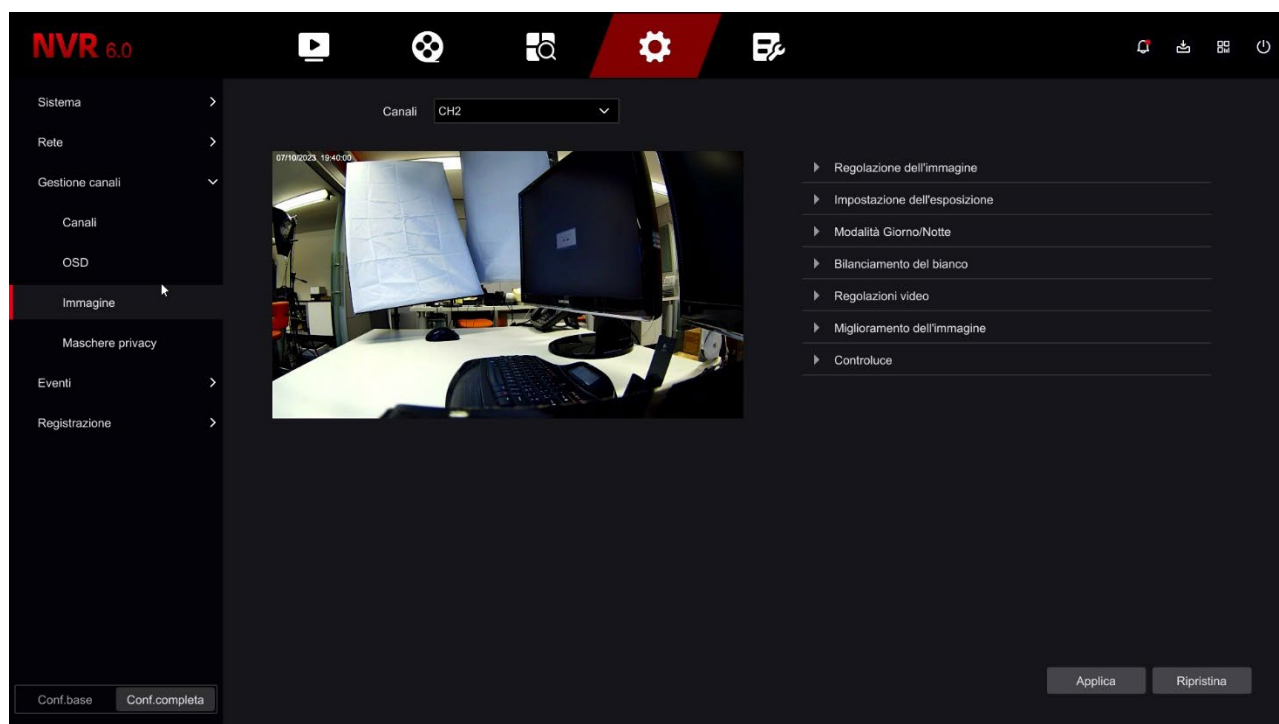 NVR 6.0
Sistema
Rete
Gestione canali
Canali
OSD
Immagine
Maschere privacy
Eventi
Registrazione
Conf.base Conf.completa
Canali CH2
07/10/2023 19:40:00
Regolazione dell'immagine
Impostazione dell'esposizione
Modalità Giorno/Notte
Bilanciamento del bianco
Regolazioni video
Miglioramento dell'immagine
Controluce
Applica Ripristina